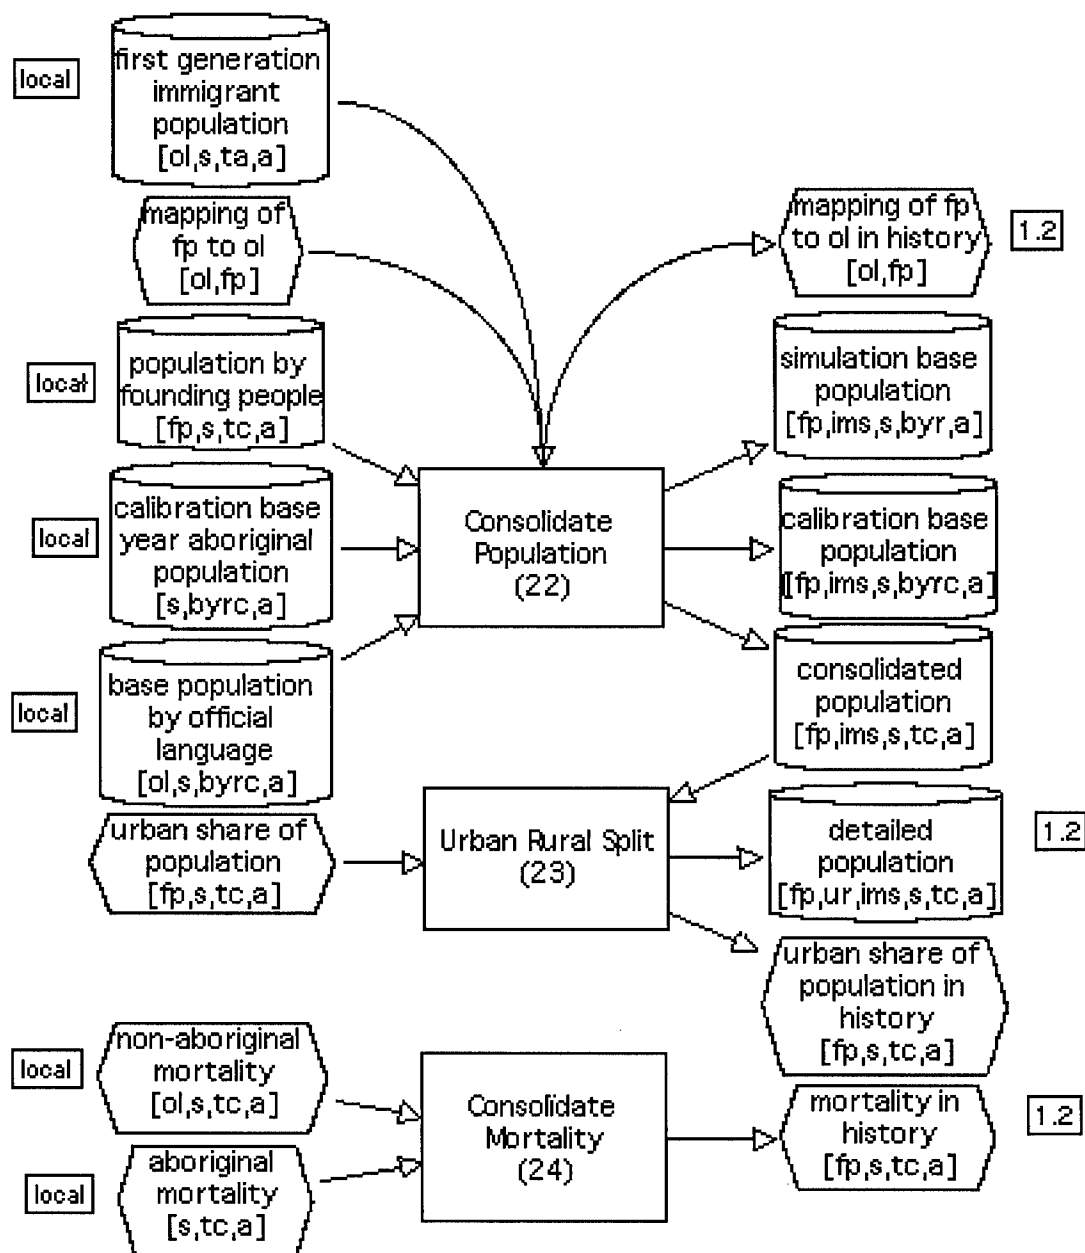 local
first generation
immigrant
population
[ol,s,ta,a]
mapping of
fp to ol
[ol,fp]
mapping of fp
to ol in history
[ol,fp]
1.2
local
population by
founding people
[fp,s,tc,a]
simulation base
population
[fp,ims,s,byr,a]
local
calibration base
year aboriginal
population
[s,byrc,a]
Consolidate
Population
(22)
calibration base
population
[fp,ims,s,byrc,a]
local
base population
by official
language
[ol,s,byrc,a]
consolidated
population
[fp,ims,s,tc,a]
urban share of
population
[fp,s,tc,a]
Urban Rural Split
(23)
detailed
population
[fp,ur,ims,s,tc,a]
1.2
urban share of
population in
history
[fp,s,tc,a]
local
non-aboriginal
mortality
[ol,s,tc,a]
local
aboriginal
mortality
[s,tc,a]
Consolidate
Mortality
(24)
mortality in
history
[fp,s,tc,a]
1.2